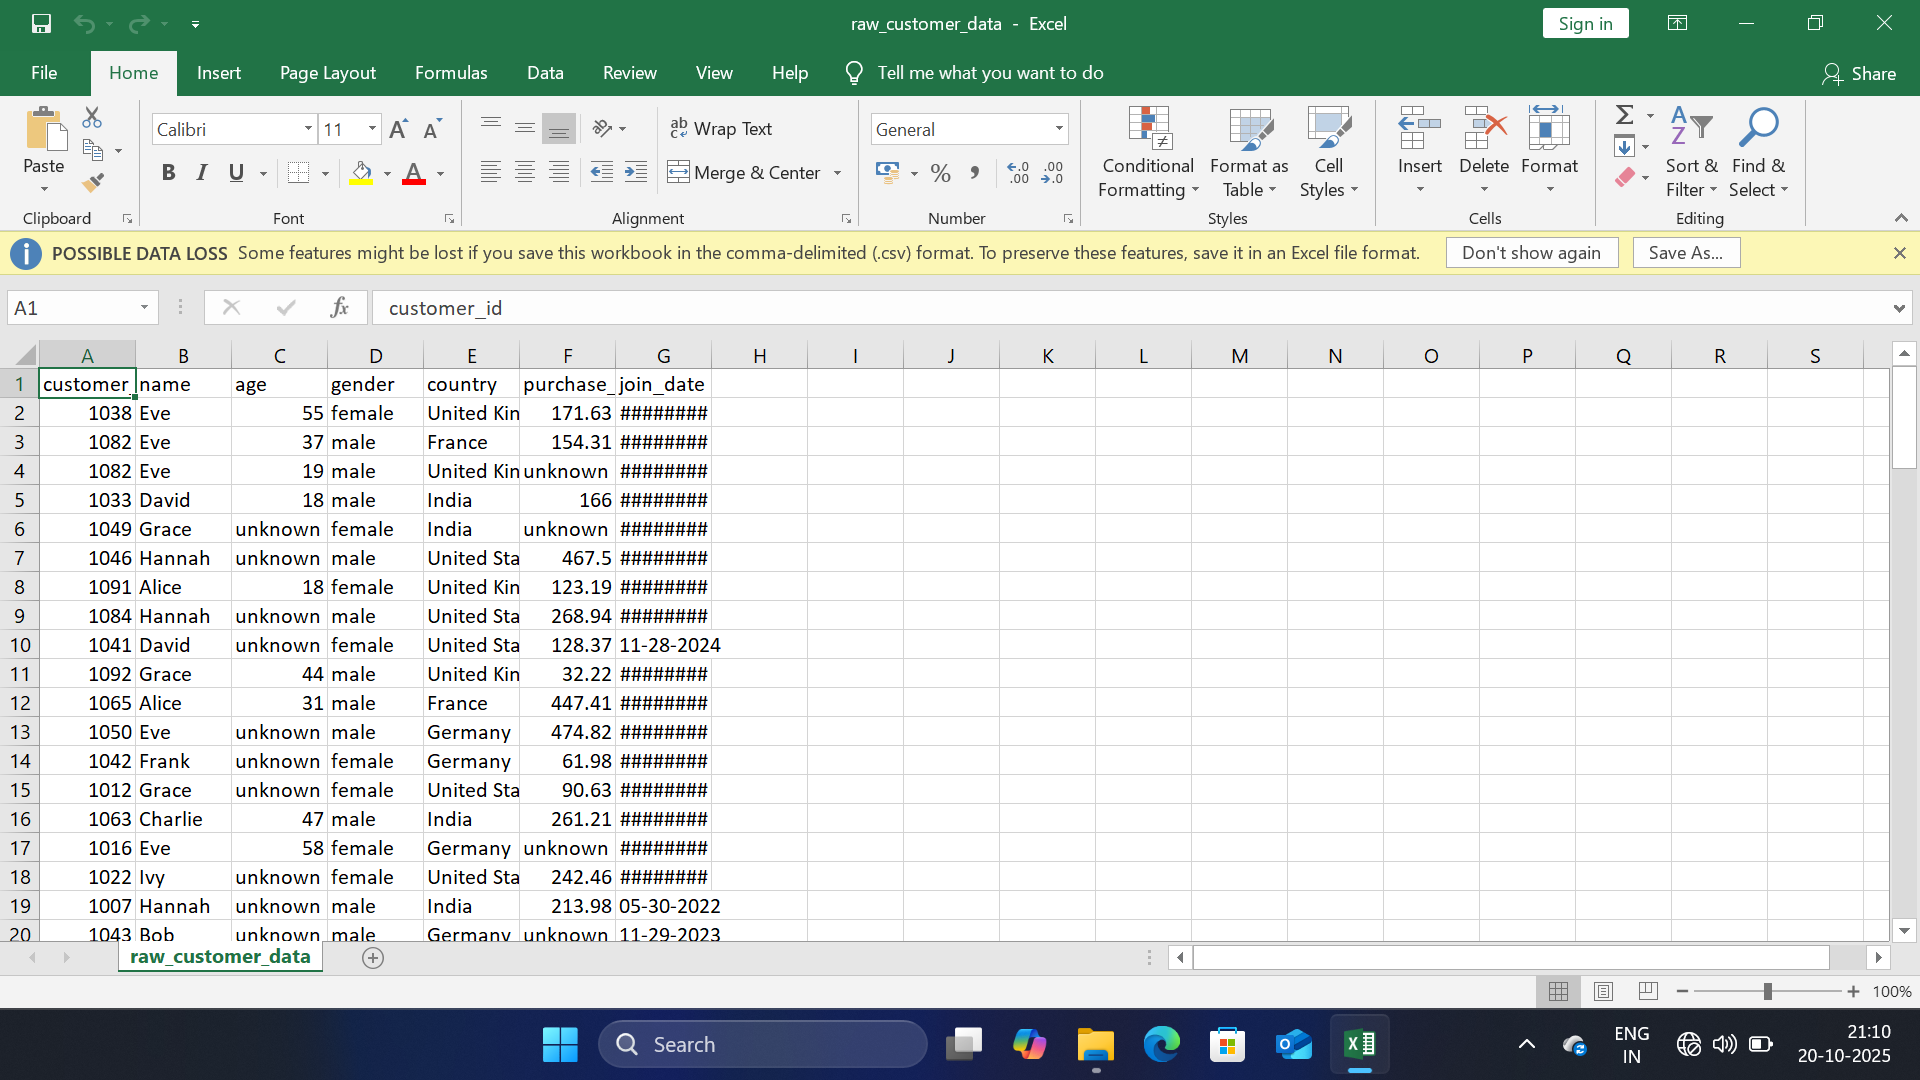 raw_customer_data - Excel
Sign in
File Home Insert Page Layout Formulas Data Review View Help Tell me what you want to do Share
Paste
Clipboard
Calibri 11
B I U
Font
Wrap Text
Merge & Center
Alignment
General
% ,
Number
Conditional Formatting
Format as Table
Cell Styles
Styles
Insert Delete Format
Cells
Sort & Filter
Find & Select
Editing
POSSIBLE DATA LOSS Some features might be lost if you save this workbook in the comma-delimited (.csv) format. To preserve these features, save it in an Excel file format. Don't show again Save As...
A1 fx customer_id
A B C D E F G H I J K L M N O P Q R S
1 customer_ name age gender country purchase_ join_date
2 1038 Eve 55 female United Kin 171.63 ########
3 1082 Eve 37 male France 154.31 ########
4 1082 Eve 19 male United Kin unknown ########
5 1033 David 18 male India 166 ########
6 1049 Grace unknown female India unknown ########
7 1046 Hannah unknown male United Sta 467.5 ########
8 1091 Alice 18 female United Kin 123.19 ########
9 1084 Hannah unknown male United Sta 268.94 ########
10 1041 David unknown female United Sta 128.37 11-28-2024
11 1092 Grace 44 male United Kin 32.22 ########
12 1065 Alice 31 male France 447.41 ########
13 1050 Eve unknown male Germany 474.82 ########
14 1042 Frank unknown female Germany 61.98 ########
15 1012 Grace unknown female United Sta 90.63 ########
16 1063 Charlie 47 male India 261.21 ########
17 1016 Eve 58 female Germany unknown ########
18 1022 Ivy unknown female United Sta 242.46 ########
19 1007 Hannah unknown male India 213.98 05-30-2022
20 1043 Bob unknown male Germany unknown 11-29-2023
raw_customer_data
100%
Search
ENG
IN
21:10
20-10-2025